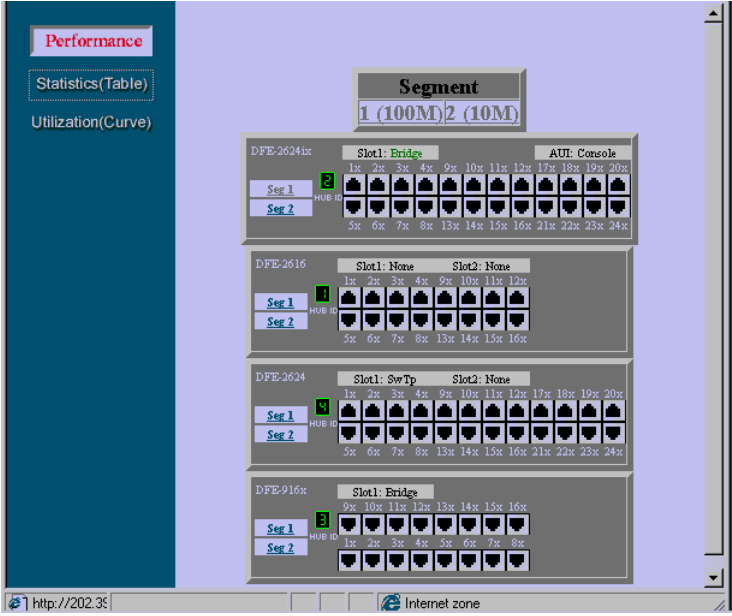 Performance
Statistics(Table)
Utilization(Curve)
Segment
1 (100M) 2 (10M)
DFE-2624ix
Slot1: Bridge AUI: Console
1x 2x 3x 4x 9x 10x 11x 12x 17x 18x 19x 20x
Seg 1 2
Seg 2 HUB ID
5x 6x 7x 8x 13x 14x 15x 16x 21x 22x 23x 24x
DFE-2616
Slot1: None Slot2: None
1x 2x 3x 4x 9x 10x 11x 12x
Seg 1 1
Seg 2 HUB ID
5x 6x 7x 8x 13x 14x 15x 16x
DFE-2624
Slot1: SwTp Slot2: None
1x 2x 3x 4x 9x 10x 11x 12x 17x 18x 19x 20x
Seg 1 4
Seg 2 HUB ID
5x 6x 7x 8x 13x 14x 15x 16x 21x 22x 23x 24x
DFE-916x
Slot1: Bridge
9x 10x 11x 12x 13x 14x 15x 16x
Seg 1 3
Seg 2 HUB ID
1x 2x 3x 4x 5x 6x 7x 8x
http://202.39 Internet zone